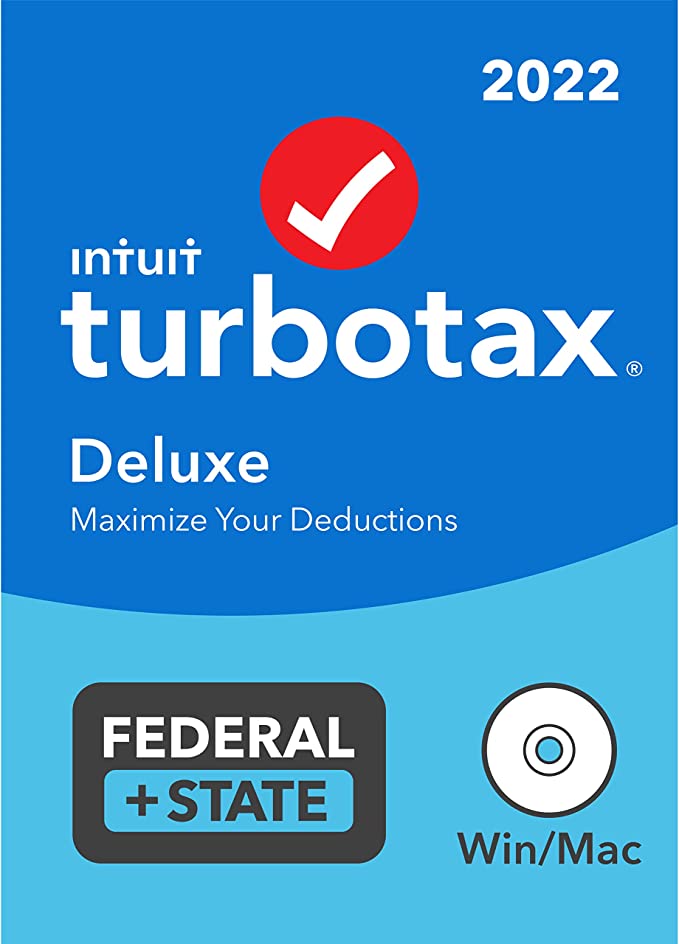 2022
intuit
turbotax®
Deluxe
Maximize Your Deductions
FEDERAL
+ STATE
Win/Mac